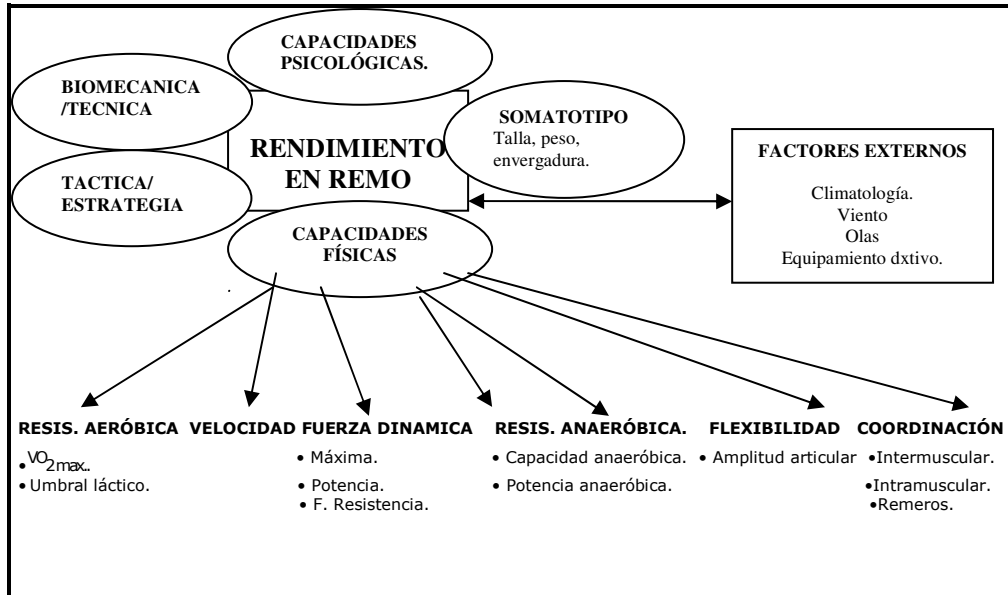 CAPACIDADES
PSICOLÓGICAS.
BIOMECANICA
/TECNICA
SOMATOTIPO
Talla, peso,
envergadura.
RENDIMIENTO
EN REMO
FACTORES EXTERNOS
Climatología.
Viento
Olas
Equipamiento dxtivo.
TACTICA/
ESTRATEGIA
CAPACIDADES
FÍSICAS
.
RESIS. AERÓBICA
• VO2max..
• Umbral láctico.
VELOCIDAD
FUERZA DINAMICA
• Máxima.
• Potencia.
• F. Resistencia.
RESIS. ANAERÓBICA.
• Capacidad anaeróbica.
• Potencia anaeróbica.
FLEXIBILIDAD
• Amplitud articular
COORDINACIÓN
•Intermuscular.
•Intramuscular.
•Remeros.